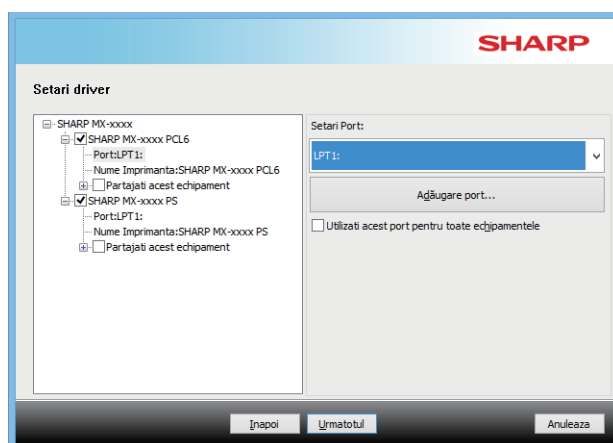 SHARP
Setari driver
SHARP MX-xxxx
SHARP MX-xxxx PCL6
Port:LPT1:
Nume Imprimanta:SHARP MX-xxxx PCL6
Partajati acest echipament
SHARP MX-xxxx PS
Port:LPT1:
Nume Imprimanta:SHARP MX-xxxx PS
Partajati acest echipament
Setari Port:
LPT1:
Adăugare port...
Utilizati acest port pentru toate echipamentele
Inapoi
Urmatotul
Anuleaza